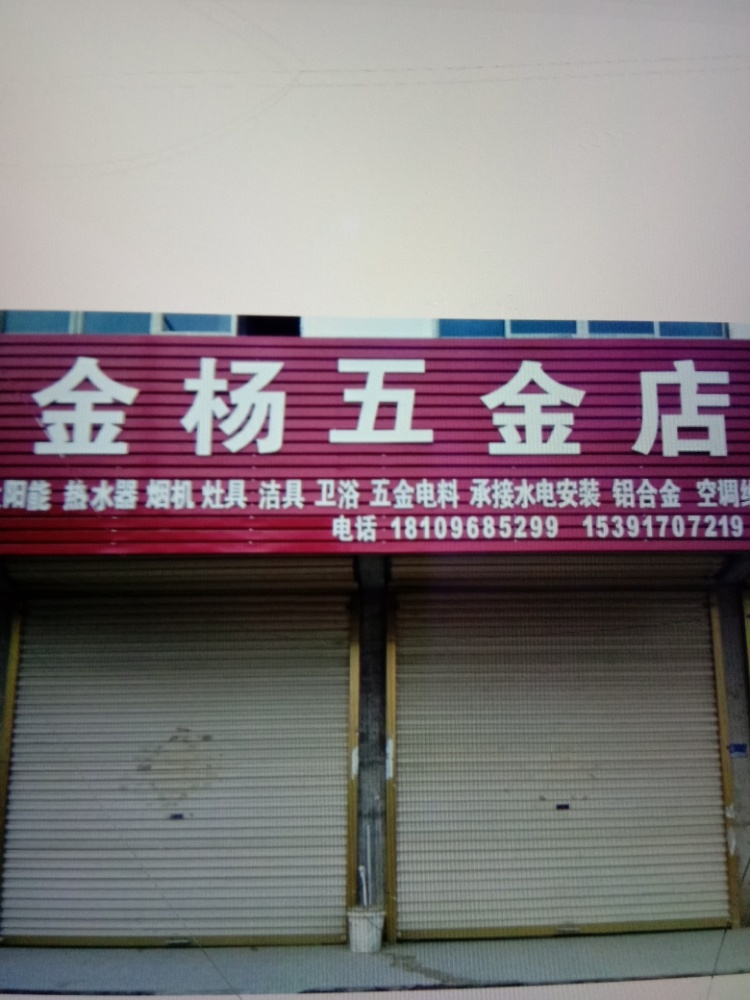 金杨五金店
阳能 热水器 烟机 灶具 洁具 卫浴 五金电料 承接水电安装 铝合金 空调
电话 18109685299 15391707219